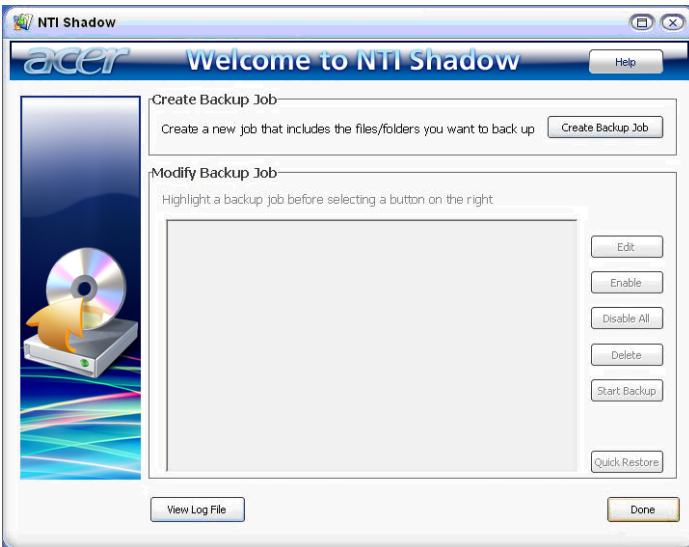 NTI Shadow
acer
Welcome to NTI Shadow
Help
Create Backup Job
Create a new job that includes the files/folders you want to back up
Create Backup Job
Modify Backup Job
Highlight a backup job before selecting a button on the right
Edit
Enable
Disable All
Delete
Start Backup
Quick Restore
View Log File
Done